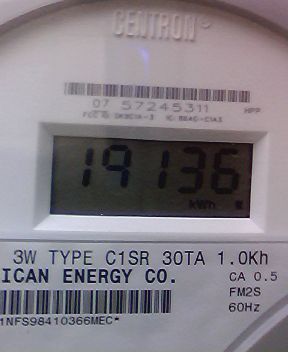 CENTRON
07 57245311 HPP
19136
kWh
3W TYPE C1SR 30TA 1.0Kh
ICAN ENERGY CO. CA 0.5
FM2S
60Hz
1NFS98410366MEC*